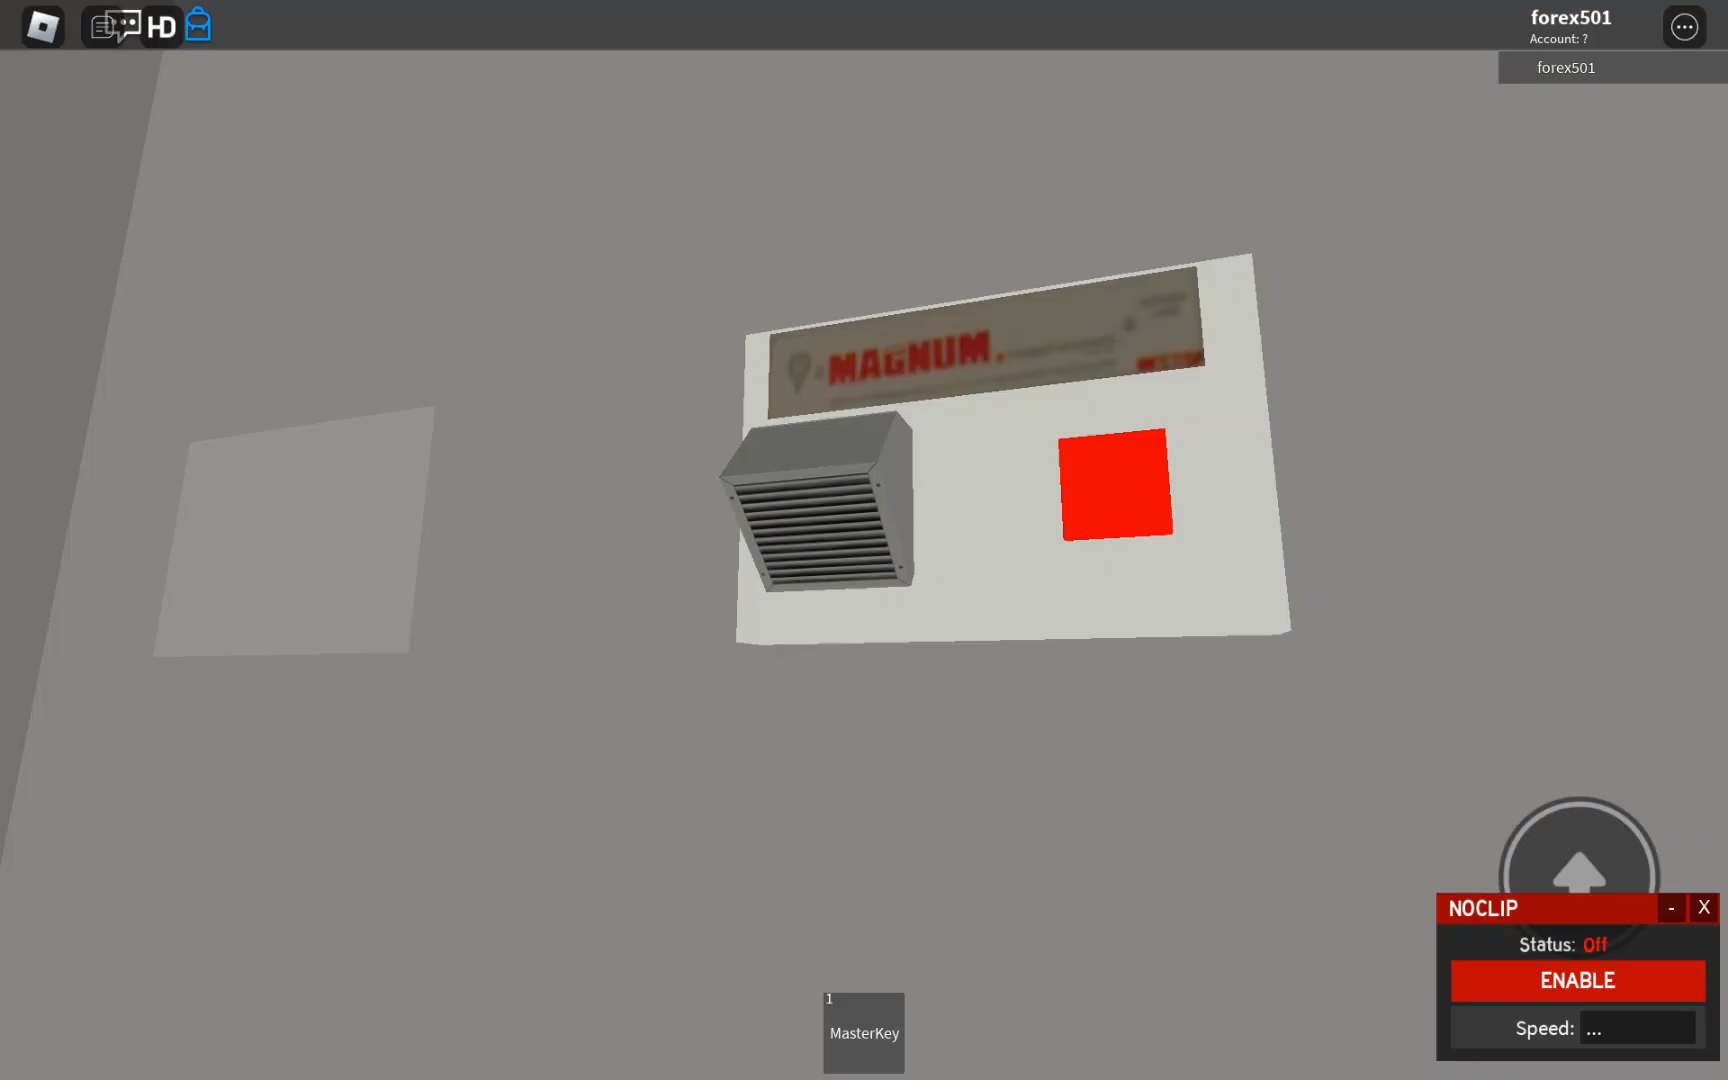 HD
forex501
Account: ?
forex501
MAGNUM.
NOCLIP - X
Status: Off
ENABLE
Speed: ...
1
MasterKey